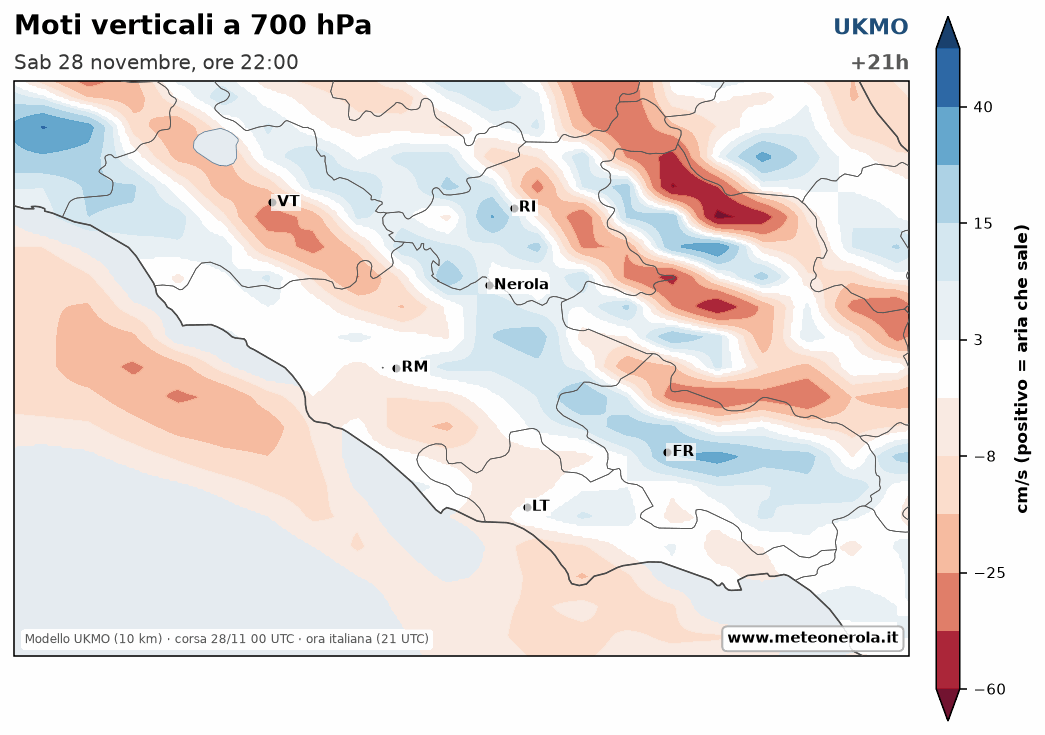 Moti verticali a 700 hPa
UKMO
Sab 28 novembre, ore 22:00
+21h
VT
RI
Nerola
RM
FR
LT
40
15
3
−8
−25
−60
cm/s (positivo = aria che sale)
Modello UKMO (10 km) · corsa 28/11 00 UTC · ora italiana (21 UTC)
www.meteonerola.it